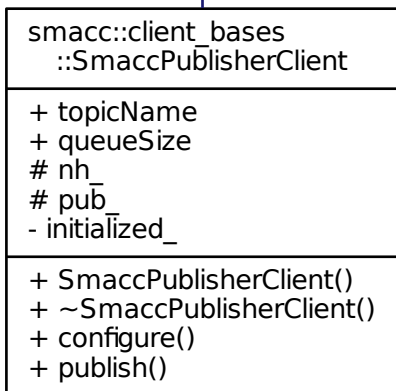 smacc::client_bases
::SmaccPublisherClient
+ topicName
+ queueSize
# nh_
# pub_
- initialized_
+ SmaccPublisherClient()
+ ~SmaccPublisherClient()
+ configure()
+ publish()